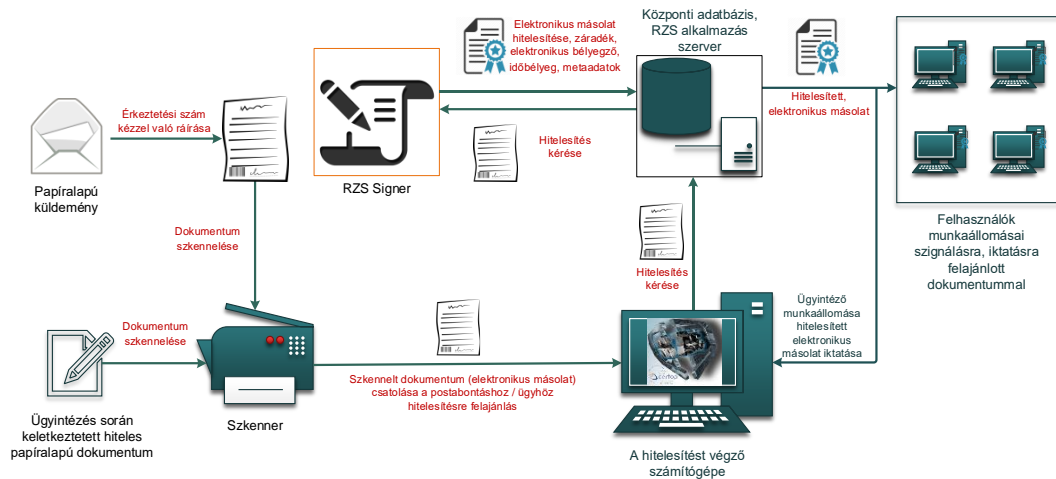 Elektronikus másolat
hitelesítése, záradék,
elektronikus bélyegző,
időbélyeg, metaadatok
Központi adatbázis,
RZS alkalmazás
szerver
Érkeztetési szám
kézzel való ráírása
Hitelesítés
kérése
Hitelesített,
elektronikus másolat
Papíralapú
küldemény
RZS Signer
Felhasználók
munkaállomásai
szignálásra, iktatásra
felajánlott
dokumentummal
Dokumentum
szkennelése
Hitelesítés
kérése
Ügyintéző
munkaállomása
hitelesített
elektronikus
másolat iktatása
Dokumentum
szkennelése
Szkennelt dokumentum (elektronikus másolat)
csatolása a postabontáshoz / ügyhöz
hitelesítésre felajánlás
Ügyintézés során
keletkeztetett hiteles
papíralapú dokumentum
Szkenner
A hitelesítést végző
számítógépe